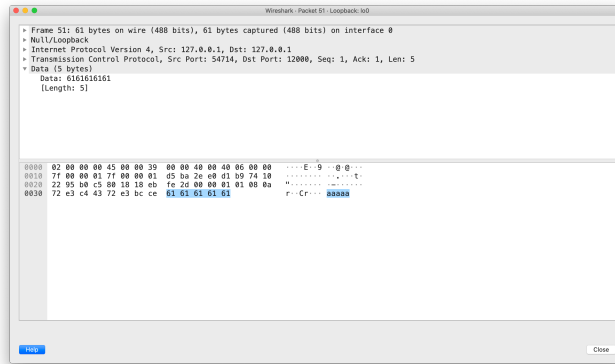 Wireshark · Packet 51 · Loopback: lo0
Frame 51: 61 bytes on wire (488 bits), 61 bytes captured (488 bits) on interface 0
Null/Loopback
Internet Protocol Version 4, Src: 127.0.0.1, Dst: 127.0.0.1
Transmission Control Protocol, Src Port: 54714, Dst Port: 12000, Seq: 1, Ack: 1, Len: 5
Data (5 bytes)
Data: 6161616161
[Length: 5]
0000 02 00 00 00 45 00 00 39 00 00 40 00 40 06 00 00 ····E··9 ··@·@···
0010 7f 00 00 01 7f 00 00 01 d5 ba 2e e0 d1 b9 74 10 ········ ··.···t·
0020 22 95 b0 c5 80 18 18 eb fe 2d 00 00 01 01 08 0a "······· ·-······
0030 72 e3 c4 43 72 e3 bc ce 61 61 61 61 61 r··Cr··· aaaaa
Help
Close